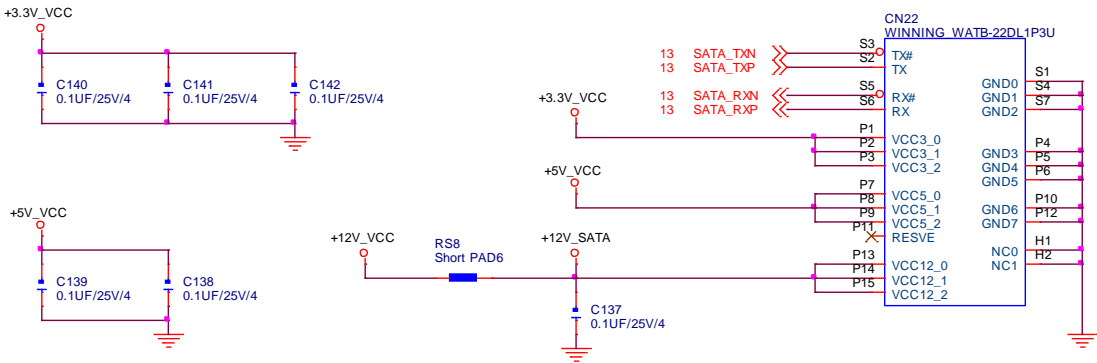 +3.3V_VCC
C140
0.1UF/25V/4
C141
0.1UF/25V/4
C142
0.1UF/25V/4
+5V_VCC
C139
0.1UF/25V/4
C138
0.1UF/25V/4
+12V_VCC
RS8
Short PAD6
+12V_SATA
C137
0.1UF/25V/4
+3.3V_VCC
+5V_VCC
13 SATA_TXN
13 SATA_TXP
13 SATA_RXN
13 SATA_RXP
CN22
WINNING_WATB-22DL1P3U
S3 TX#
S2 TX
S5 RX#
S6 RX
P1 VCC3_0
P2 VCC3_1
P3 VCC3_2
P7 VCC5_0
P8 VCC5_1
P9 VCC5_2
P11 RESVE
P13 VCC12_0
P14 VCC12_1
P15 VCC12_2
GND0 S1
GND1 S4
GND2 S7
GND3 P4
GND4 P5
GND5 P6
GND6 P10
GND7 P12
NC0 H1
NC1 H2